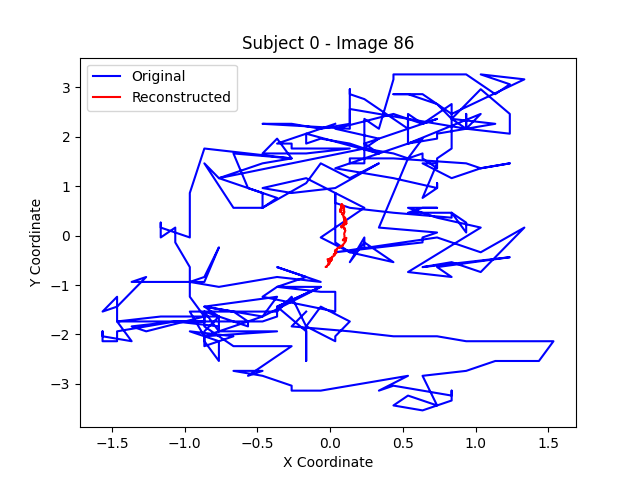 Subject 0 - Image 86
Original
Reconstructed
Y Coordinate
3
2
1
0
−1
−2
−3
−1.5 −1.0 −0.5 0.0 0.5 1.0 1.5
X Coordinate